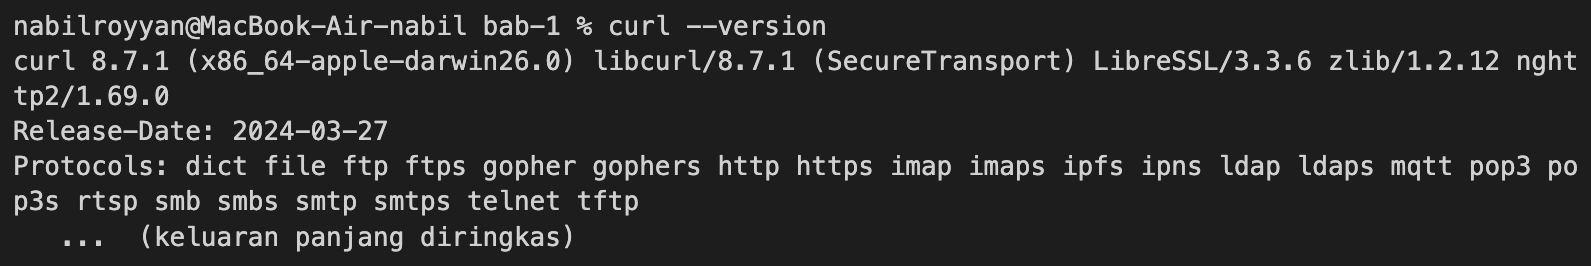 nabilroyyan@MacBook-Air-nabil bab-1 % curl --version
curl 8.7.1 (x86_64-apple-darwin26.0) libcurl/8.7.1 (SecureTransport) LibreSSL/3.3.6 zlib/1.2.12 nght
tp2/1.69.0
Release-Date: 2024-03-27
Protocols: dict file ftp ftps gopher gophers http https imap imaps ipfs ipns ldap ldaps mqtt pop3 po
p3s rtsp smb smbs smtp smtps telnet tftp
   ...  (keluaran panjang diringkas)